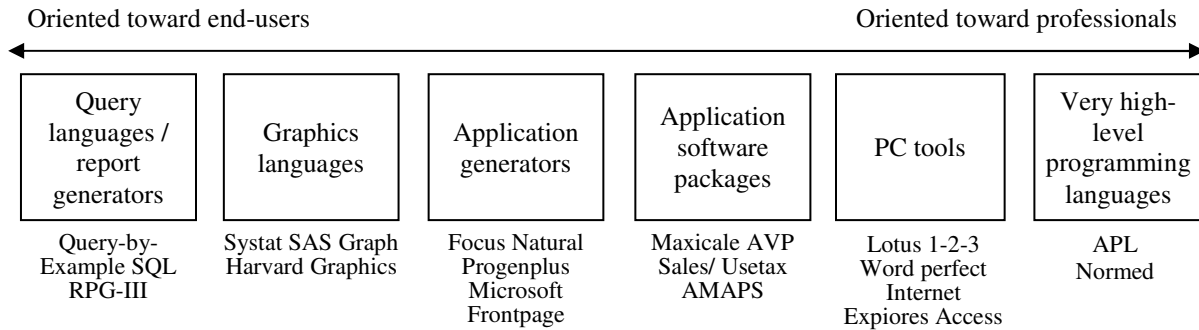 Oriented toward end-users
Oriented toward professionals
Query
languages /
report
generators
Graphics
languages
Application
generators
Application
software
packages
PC tools
Very high-
level
programming
languages
Query-by-
Example SQL
RPG-III
Systat SAS Graph
Harvard Graphics
Focus Natural
Progenplus
Microsoft
Frontpage
Maxicale AVP
Sales/ Usetax
AMAPS
Lotus 1-2-3
Word perfect
Internet
Expiores Access
APL
Normed